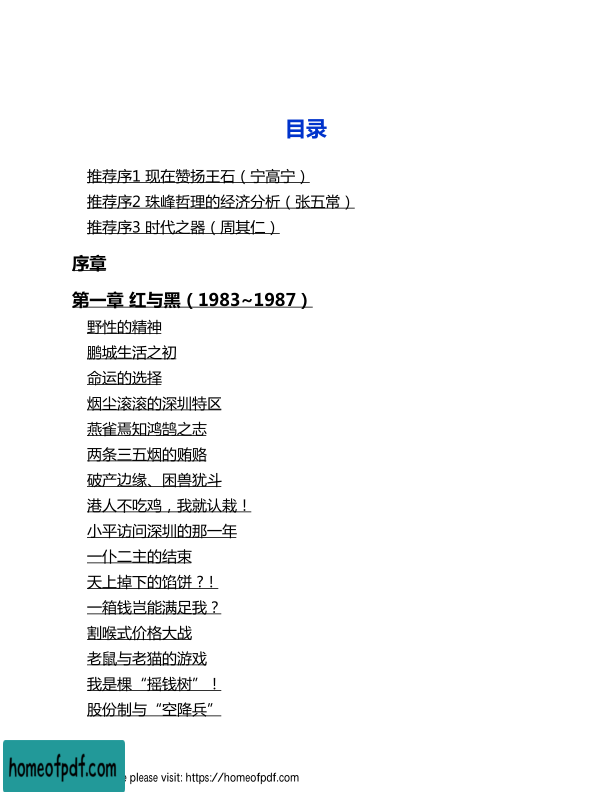 目录
推荐序1 现在赞扬王石（宁高宁）
推荐序2 珠峰哲理的经济分析（张五常）
推荐序3 时代之器（周其仁）
序章
第一章 红与黑（1983~1987）
野性的精神
鹏城生活之初
命运的选择
烟尘滚滚的深圳特区
燕雀焉知鸿鹄之志
两条三五烟的贿赂
破产边缘、困兽犹斗
港人不吃鸡，我就认栽！
小平访问深圳的那一年
一仆二主的结束
天上掉下的馅饼？！
一箱钱岂能满足我？
割喉式价格大战
老鼠与老猫的游戏
我是棵“摇钱树”！
股份制与“空降兵”
homeofpdf.com
e please visit: https://homeofpdf.com